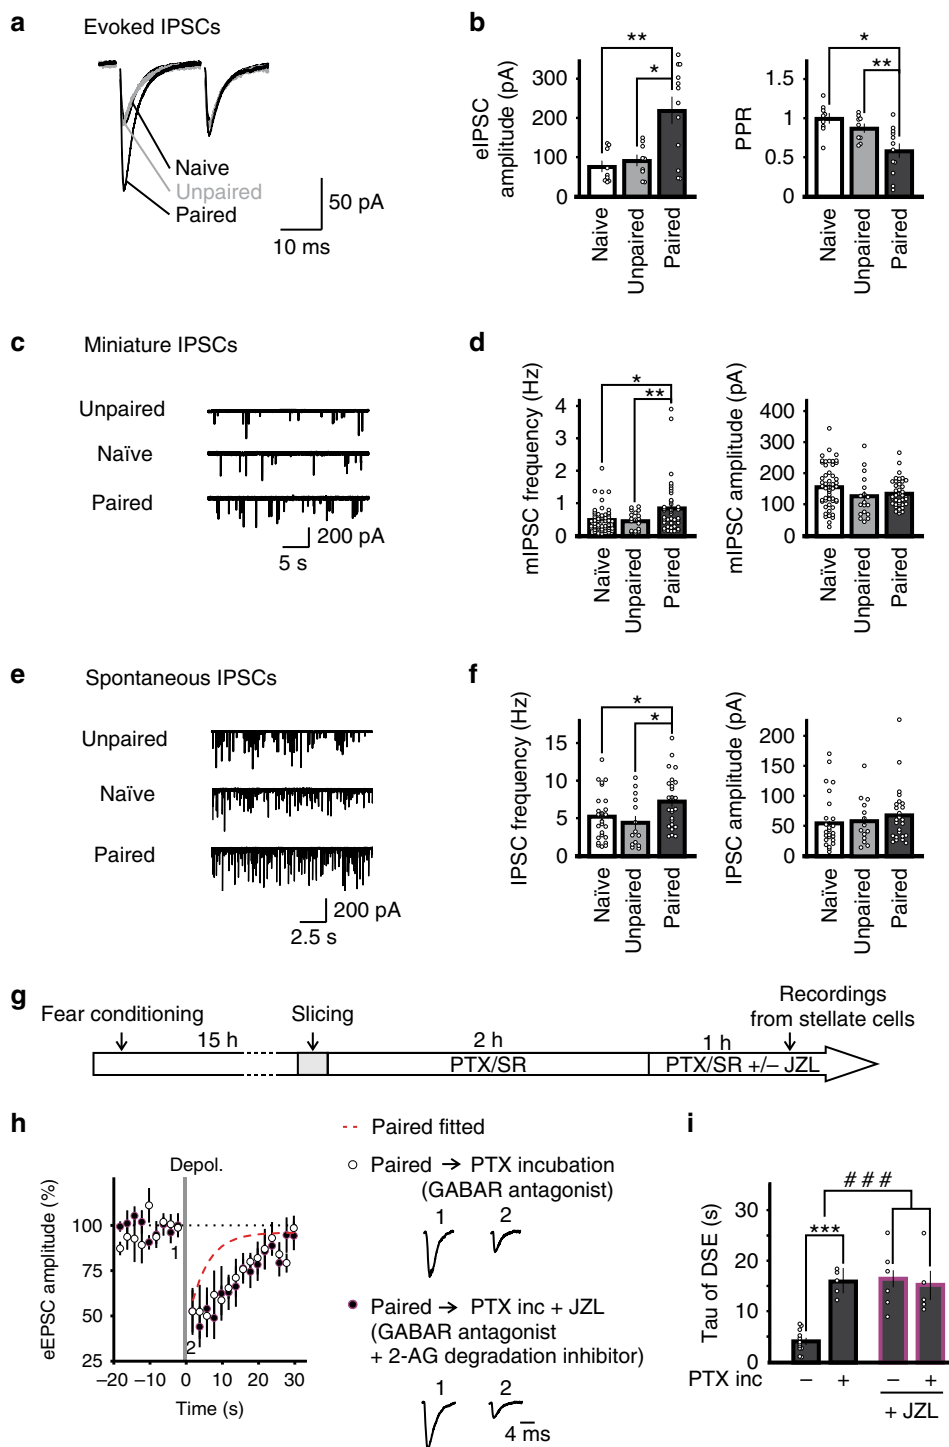 a
Evoked IPSCs
Naive
Unpaired
Paired
50 pA
10 ms
b
eIPSC
amplitude (pA)
300
200
100
0
**
*
Naive
Unpaired
Paired
PPR
1.5
1
0.5
0
*
**
Naive
Unpaired
Paired
c
Miniature IPSCs
Unpaired
Naïve
Paired
200 pA
5 s
d
mIPSC frequency (Hz)
4
3
2
1
0
*
**
Naïve
Unpaired
Paired
mIPSC amplitude (pA)
400
300
200
100
0
Naïve
Unpaired
Paired
e
Spontaneous IPSCs
Unpaired
Naïve
Paired
200 pA
2.5 s
f
IPSC frequency (Hz)
15
10
5
0
*
*
Naïve
Unpaired
Paired
IPSC amplitude (pA)
200
150
100
50
0
Naïve
Unpaired
Paired
g
Fear conditioning
Slicing
Recordings
from stellate cells
15 h
2 h
1 h
PTX/SR
PTX/SR +/− JZL
h
eEPSC amplitude (%)
100
75
50
25
Depol.
1
2
−20 −10 0 10 20 30
Time (s)
Paired fitted
Paired → PTX incubation
(GABAR antagonist)
1 2
Paired → PTX inc + JZL
(GABAR antagonist
+ 2-AG degradation inhibitor)
1 2
4 ms
i
Tau of DSE (s)
30
20
10
0
***
# # #
PTX inc − + − +
+ JZL